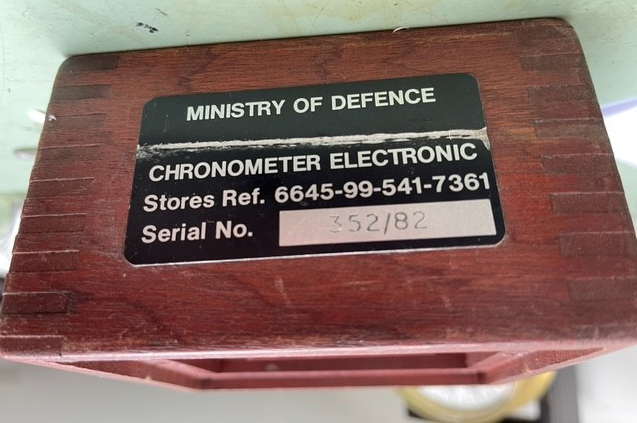 MINISTRY OF DEFENCE
CHRONOMETER ELECTRONIC
Stores Ref. 6645-99-541-7361
Serial No. 352/82